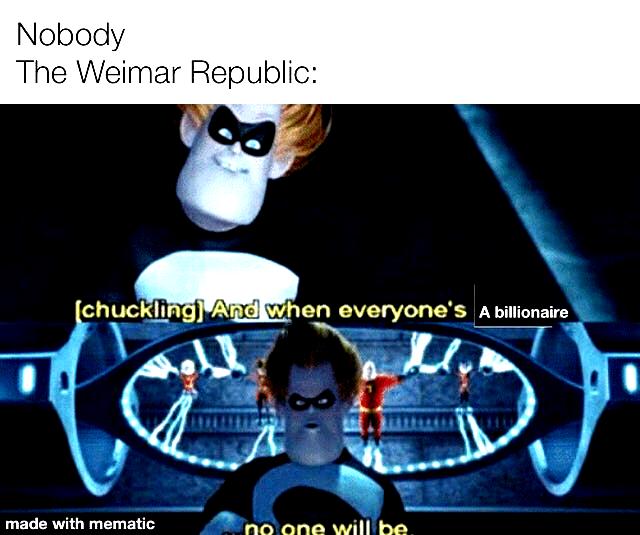 Nobody
The Weimar Republic:
[chuckling] And when everyone's A billionaire
no one will be
made with mematic